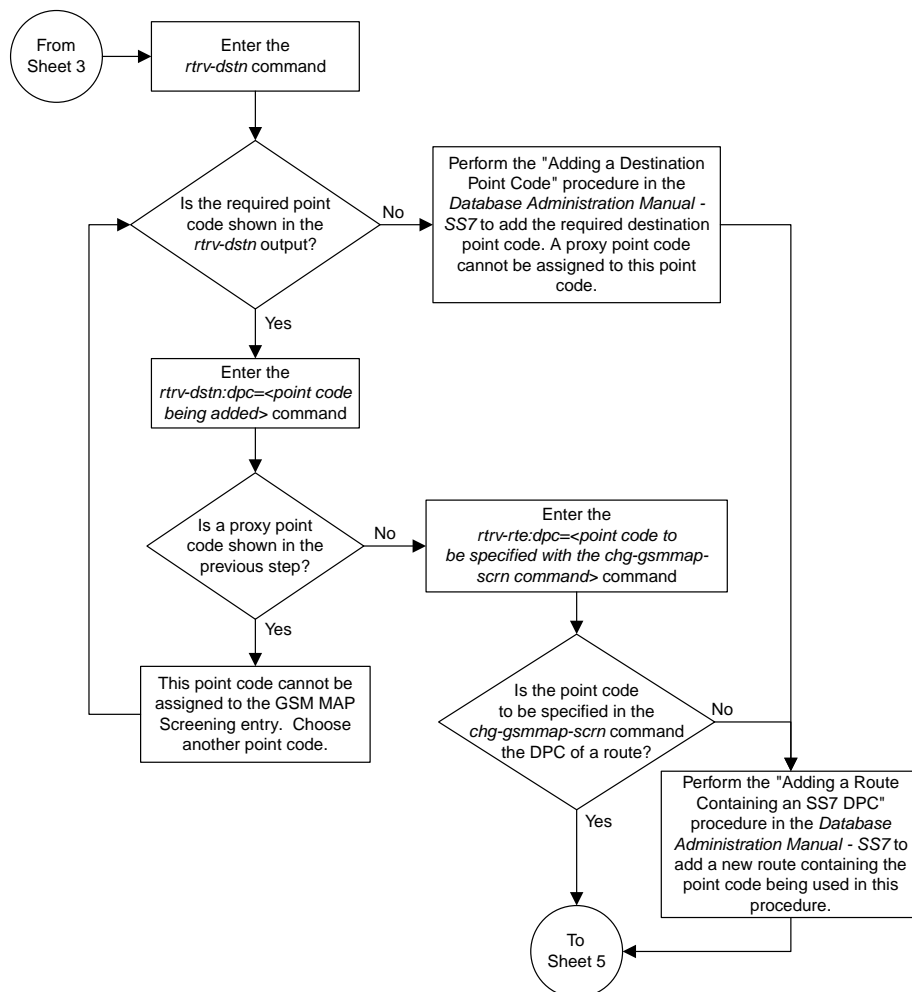 From
Sheet 3
Enter the
rtrv-dstn command
Is the required point
code shown in the
rtrv-dstn output?
No
Perform the "Adding a Destination
Point Code" procedure in the
Database Administration Manual -
SS7 to add the required destination
point code. A proxy point code
cannot be assigned to this point
code.
Yes
Enter the
rtrv-dstn:dpc=<point code
being added> command
Is a proxy point
code shown in the
previous step?
No
Enter the
rtrv-rte:dpc=<point code to
be specified with the chg-gsmmap-
scrn command> command
Yes
This point code cannot be
assigned to the GSM MAP
Screening entry. Choose
another point code.
Is the point code
to be specified in the
chg-gsmmap-scrn command
the DPC of a route?
No
Perform the "Adding a Route
Containing an SS7 DPC"
procedure in the Database
Administration Manual - SS7 to
add a new route containing the
point code being used in this
procedure.
Yes
To
Sheet 5